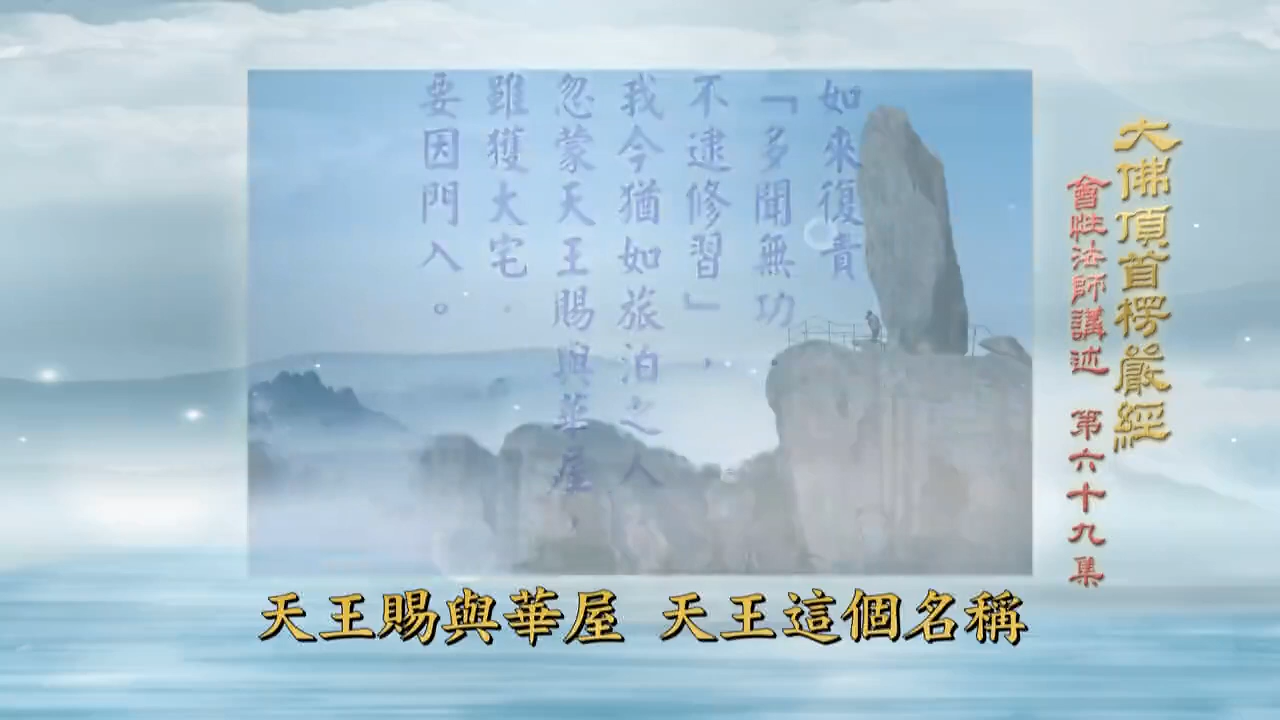 大佛頂首楞嚴經
會性法師講述 第六十九集
如來復責
「多聞無功，
不逮修習」，
我今猶如旅泊之人
忽蒙天王賜與華屋，
雖獲大宅，
要因門入。
天王賜與華屋 天王這個名稱